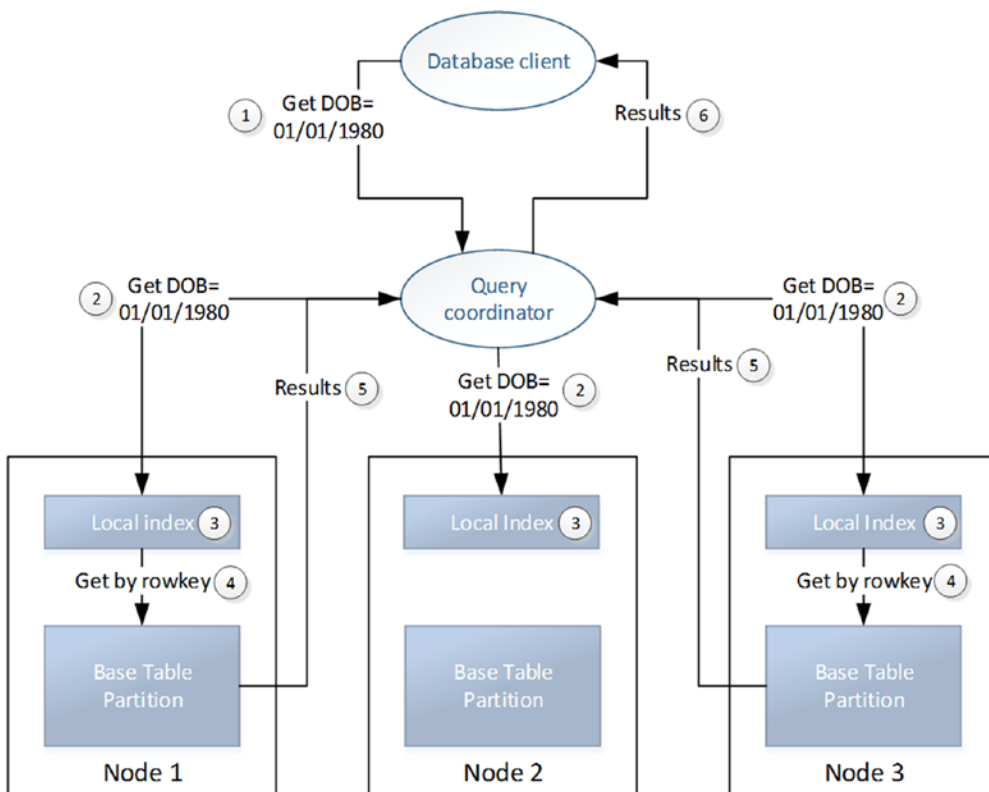 Database client
1
Get DOB=
01/01/1980
Results 6
2
Get DOB=
01/01/1980
Query
coordinator
Get DOB=
01/01/1980
2
Results 5
Get DOB=
01/01/1980
2
Results 5
Local index 3
Local Index 3
Local Index 3
Get by rowkey 4
Get by rowkey 4
Base Table
Partition
Base Table
Partition
Base Table
Partition
Node 1
Node 2
Node 3